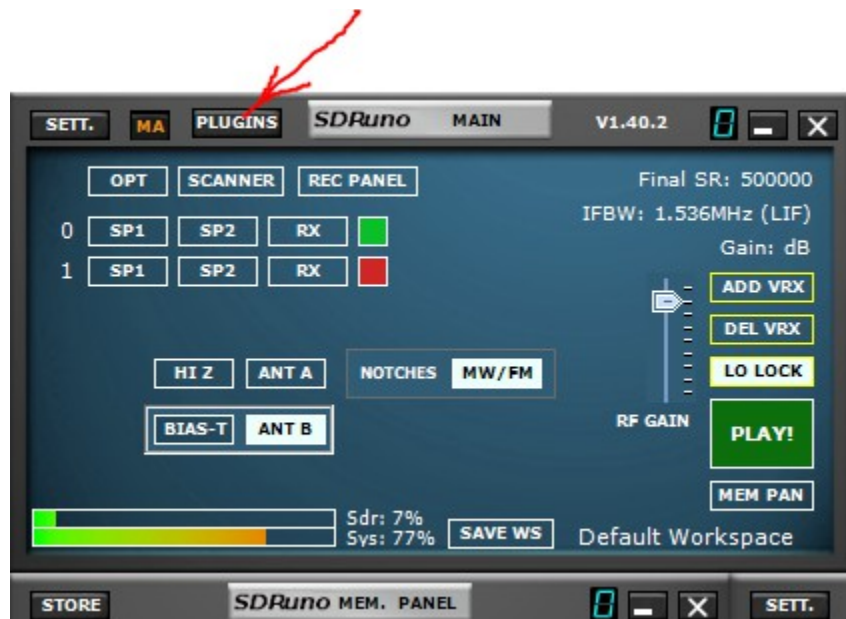 SETT. MA PLUGINS SDRuno MAIN V1.40.2 0
OPT SCANNER REC PANEL Final SR: 500000
IFBW: 1.536MHz (LIF)
0 SP1 SP2 RX
Gain: dB
1 SP1 SP2 RX
ADD VRX
DEL VRX
HI Z ANT A NOTCHES MW/FM LO LOCK
BIAS-T ANT B RF GAIN PLAY!
MEM PAN
Sdr: 7%
Sys: 77% SAVE WS Default Workspace
STORE SDRuno MEM. PANEL 0 SETT.